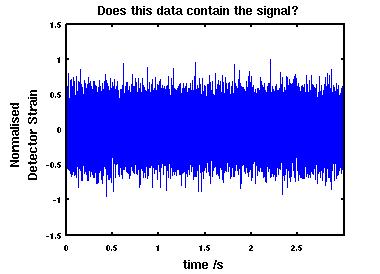 Does this data contain the signal?
1.5
1
0.5
0
-0.5
-1
-1.5
Normalised
Detector Strain
0 0.5 1 1.5 2 2.5
time /s